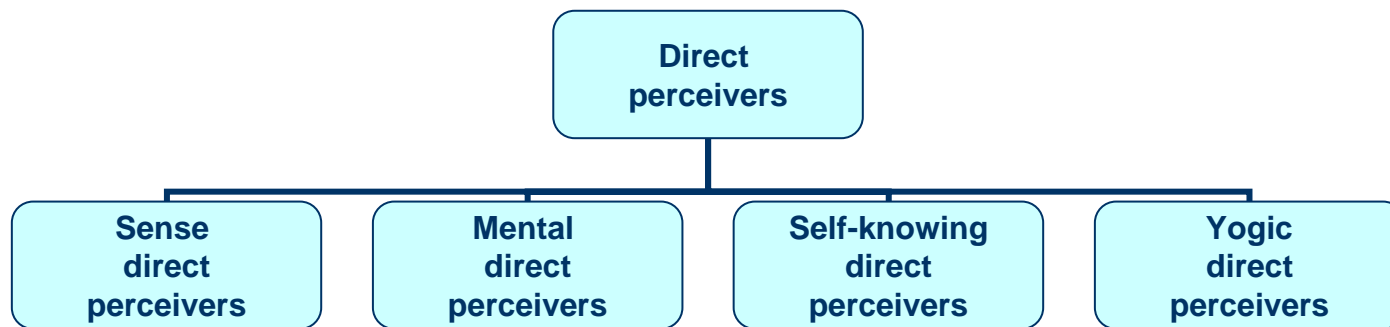 Direct
perceivers
Sense
direct
perceivers
Mental
direct
perceivers
Self-knowing
direct
perceivers
Yogic
direct
perceivers